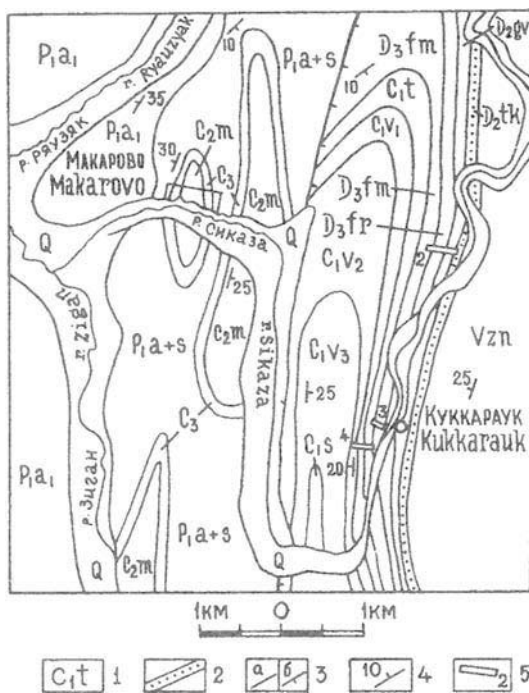 P₁a₁
р. Ряузяк
r. Ryauzyak
10
P₁a+s
D₃fm
D₂gv
10
C₁t
D₂tk
35
P₁a₁
C₂m
C₁v₁
МАКАРОВО
Makarovo
30
C₃
C₂m
D₃fm
р. Сиказа
Q
D₃fr
2
Q
C₁v₂
r. Zigan
25
Vzn
P₁a+s
C₂m
r. Sikaza
C₁v₃
25
25
3
КУККАРАУК
Kukkarauk
C₃
C₁s
4
20
P₁a₁
р. Зиган
P₁a+s
Q
C₂m
Q
1км 0 1км
C₁t 1 2 а б 3 10 4 2 5